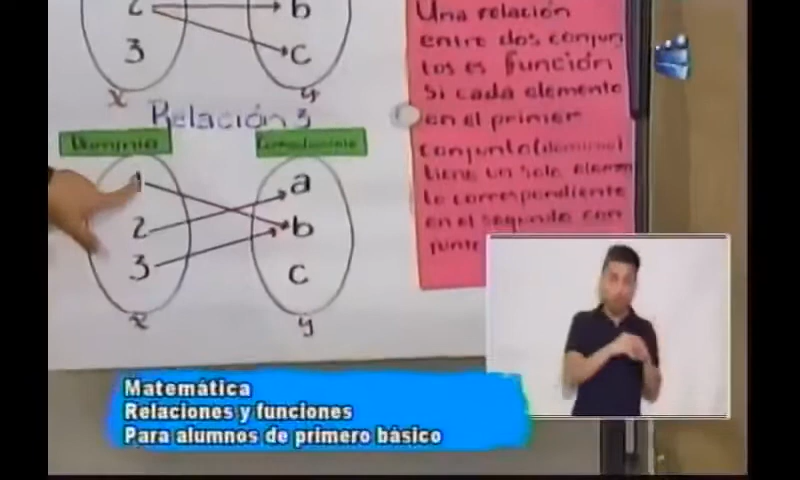 2 b
3 c
x y
Relación 3
Dominio Codominio
1 a
2 b
3 c
x y
Una relación
entre dos conjun
tos es función
Si cada elemento
en el primer
conjunto (dominio)
tiene un solo elemen
to correspondiente
en el segundo con
junto
Matemática
Relaciones y funciones
Para alumnos de primero básico